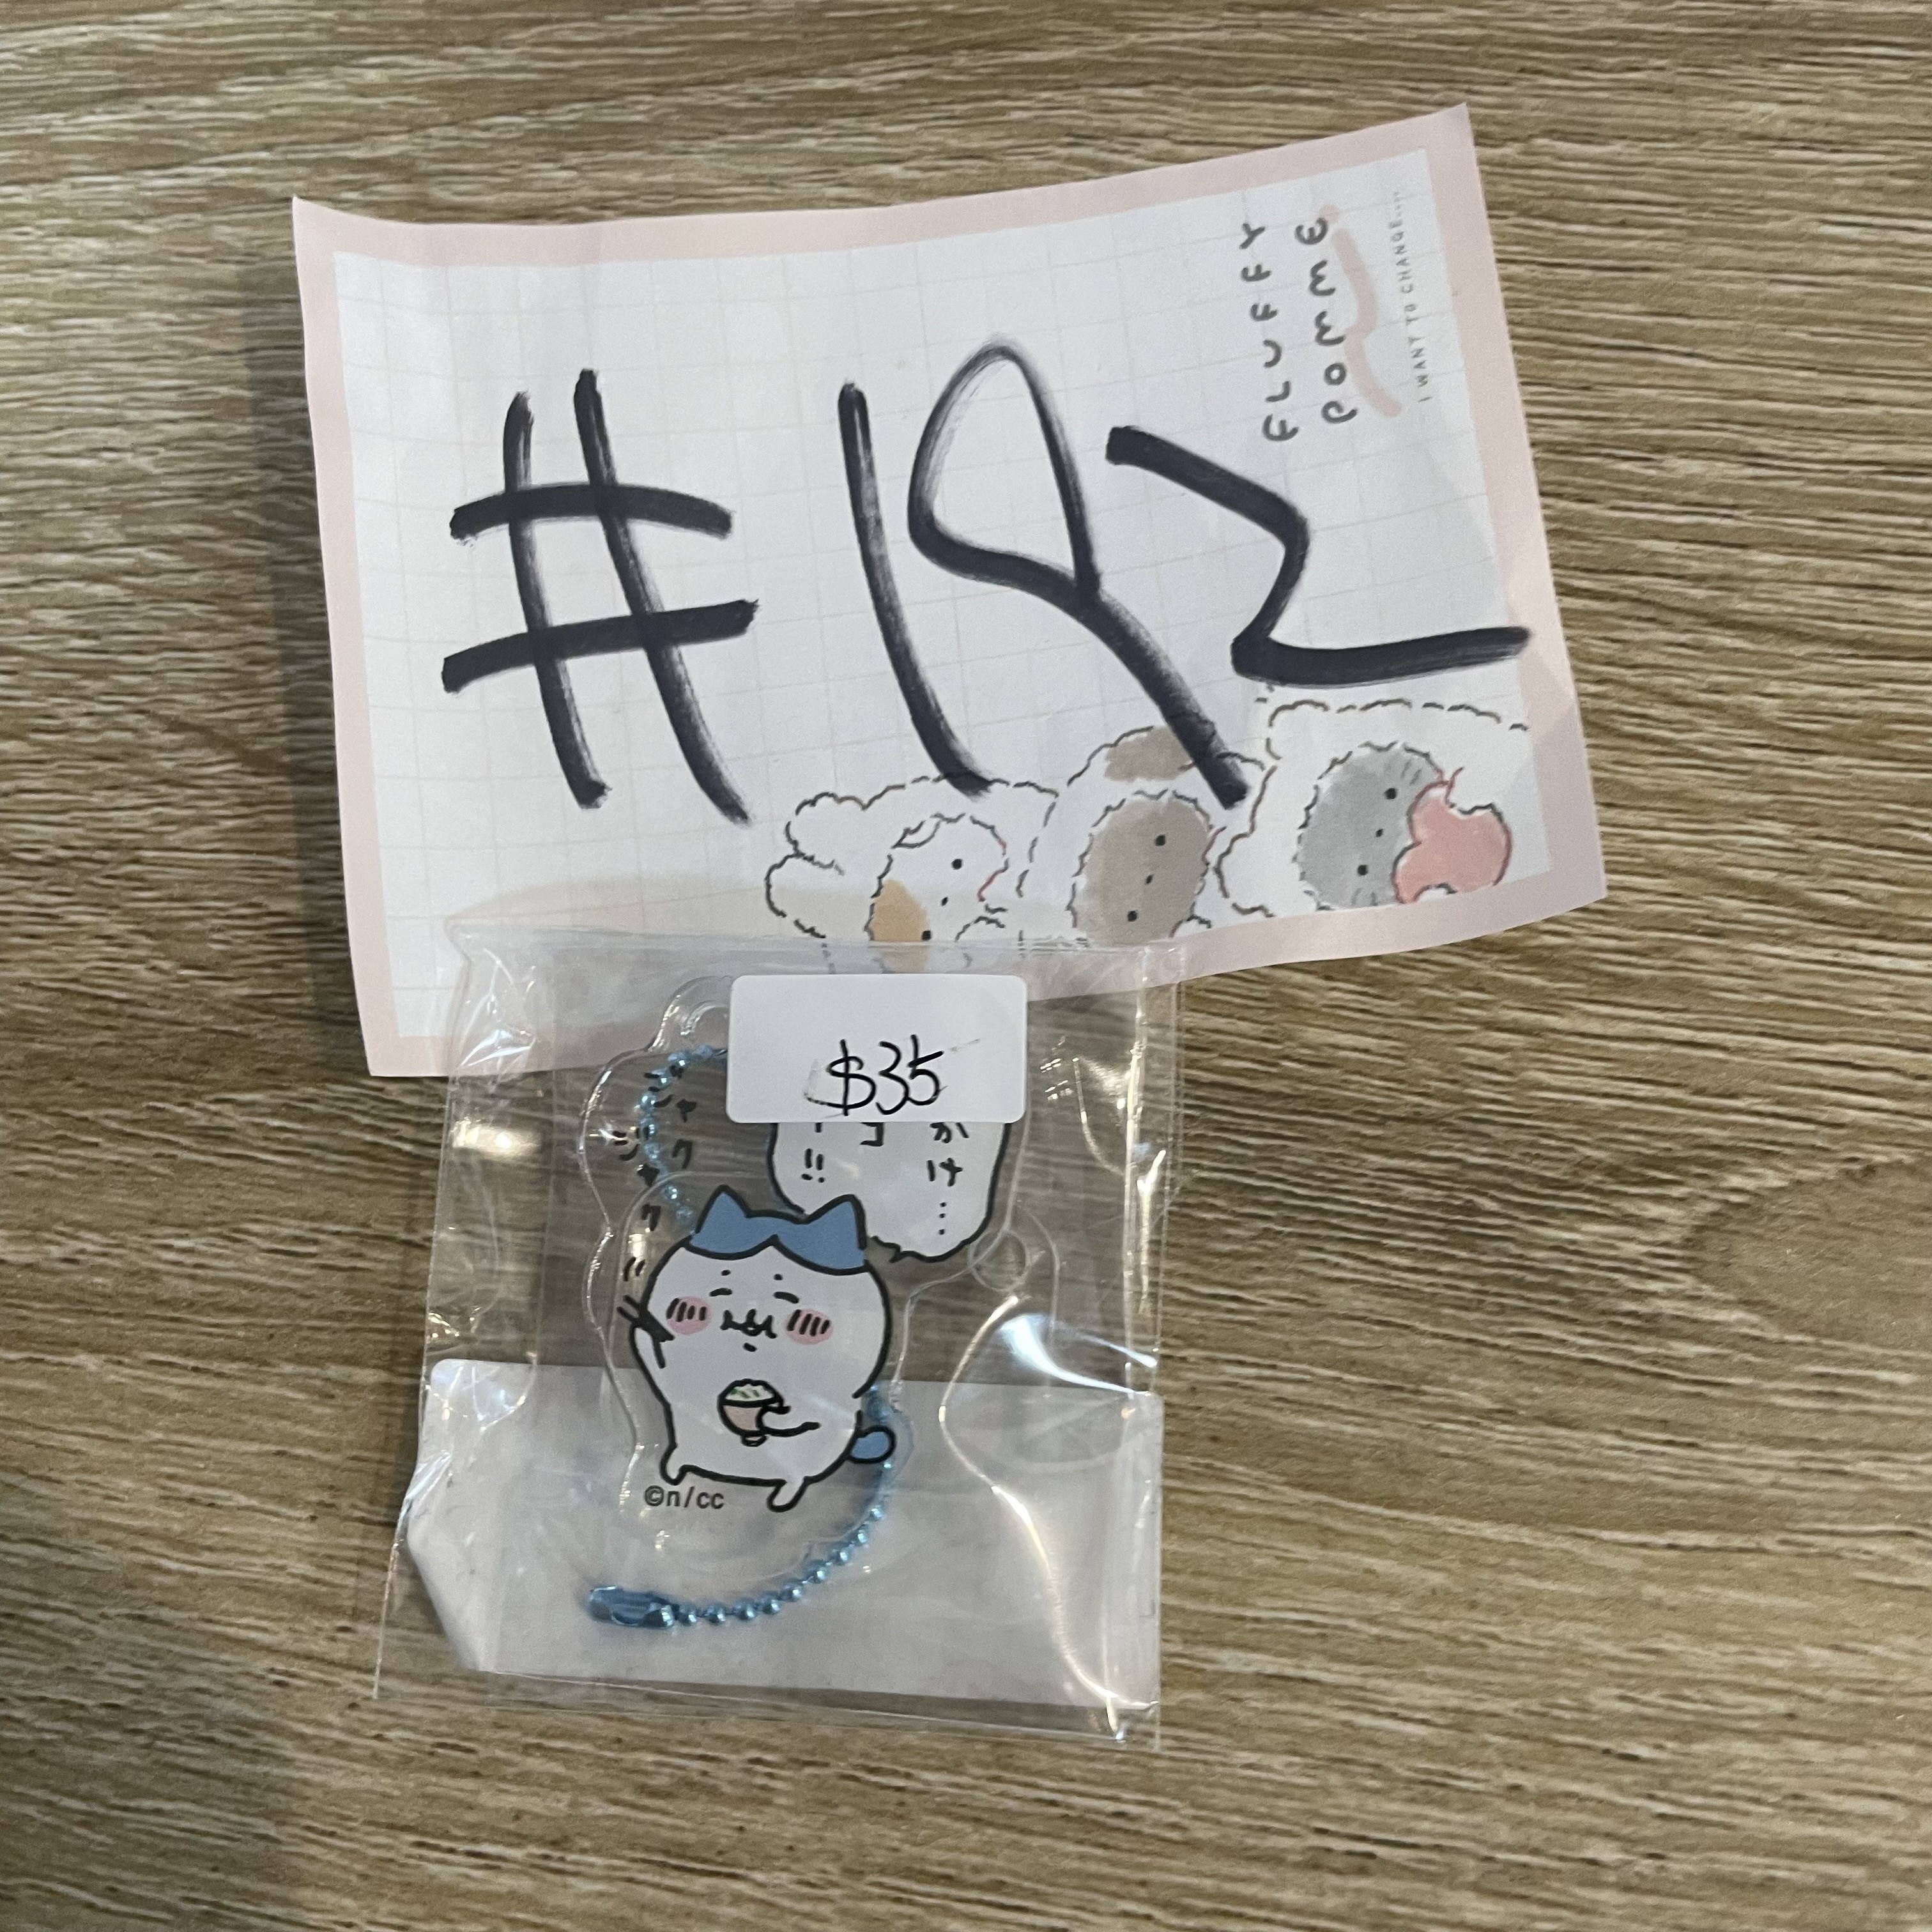 #192
FLUFFY
POMME
I WANT TO CHANGE....
$35
かけ...
!!
©n/cc